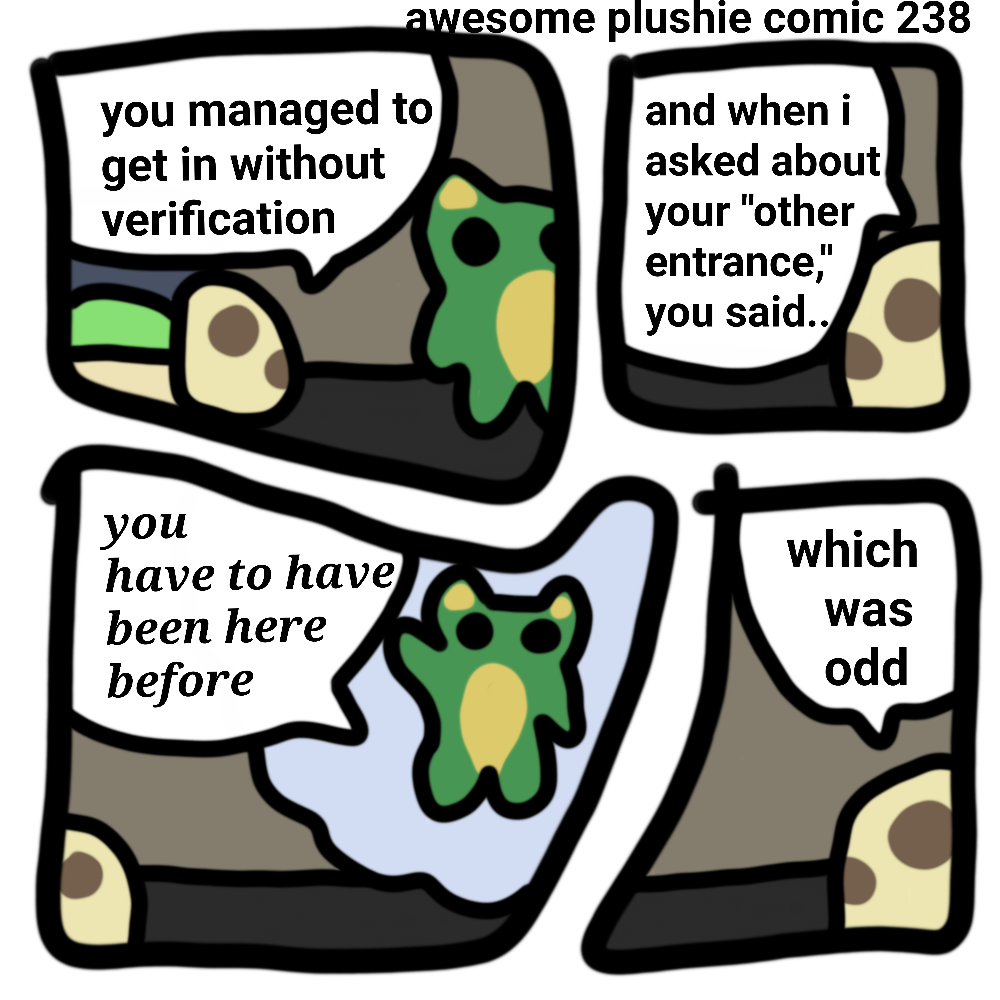 awesome plushie comic 238
you managed to
get in without
verification
and when i
asked about
your "other
entrance,"
you said..
you
have to have
been here
before
which
was
odd